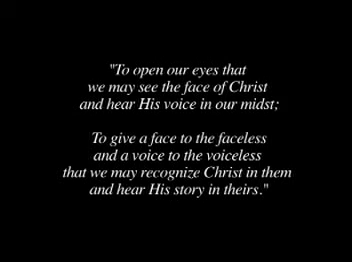 "To open our eyes that
we may see the face of Christ
and hear His voice in our midst;
To give a face to the faceless
and a voice to the voiceless
that we may recognize Christ in them
and hear His story in theirs."